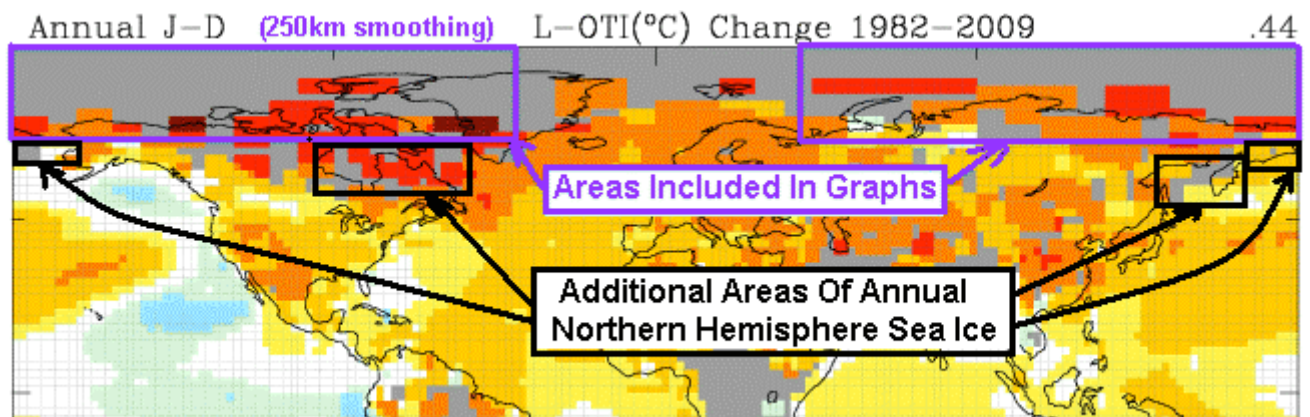 Annual J-D (250km smoothing) L-OTI(°C) Change 1982-2009 .44
Areas Included In Graphs
Additional Areas Of Annual
Northern Hemisphere Sea Ice